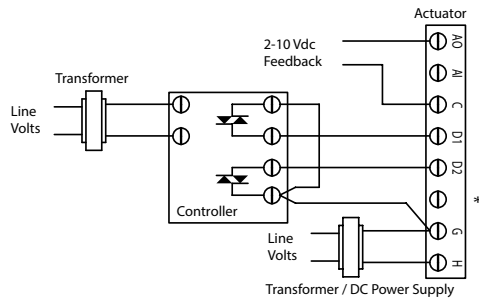 Actuator
2-10 Vdc
Feedback
AO
AI
C
D1
D2
*
G
H
Transformer
Line
Volts
Controller
Line
Volts
Transformer / DC Power Supply